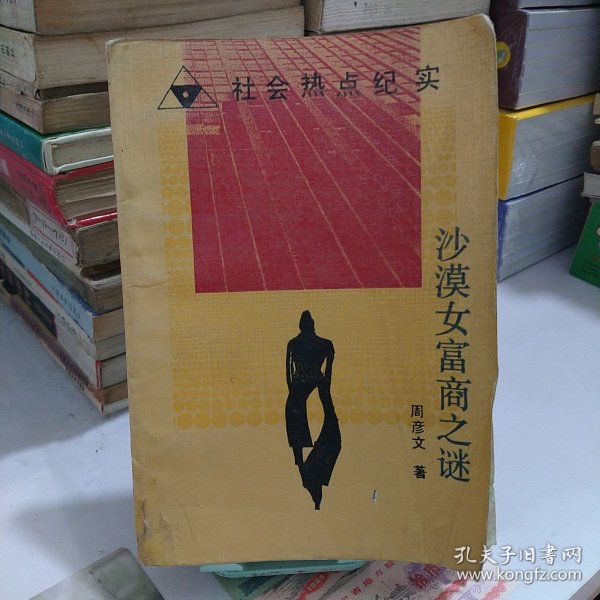 社会热点纪实
沙漠女富商之谜
周彦文 著
孔夫子旧书网
www.kongfz.com